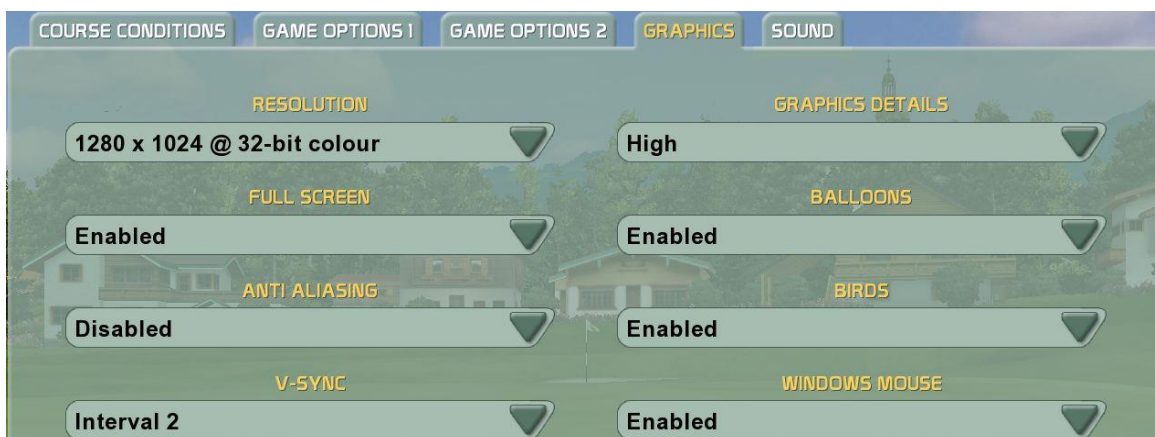 COURSE CONDITIONS GAME OPTIONS 1 GAME OPTIONS 2 GRAPHICS SOUND
RESOLUTION
1280 x 1024 @ 32-bit colour
FULL SCREEN
Enabled
ANTI ALIASING
Disabled
V-SYNC
Interval 2
GRAPHICS DETAILS
High
BALLOONS
Enabled
BIRDS
Enabled
WINDOWS MOUSE
Enabled